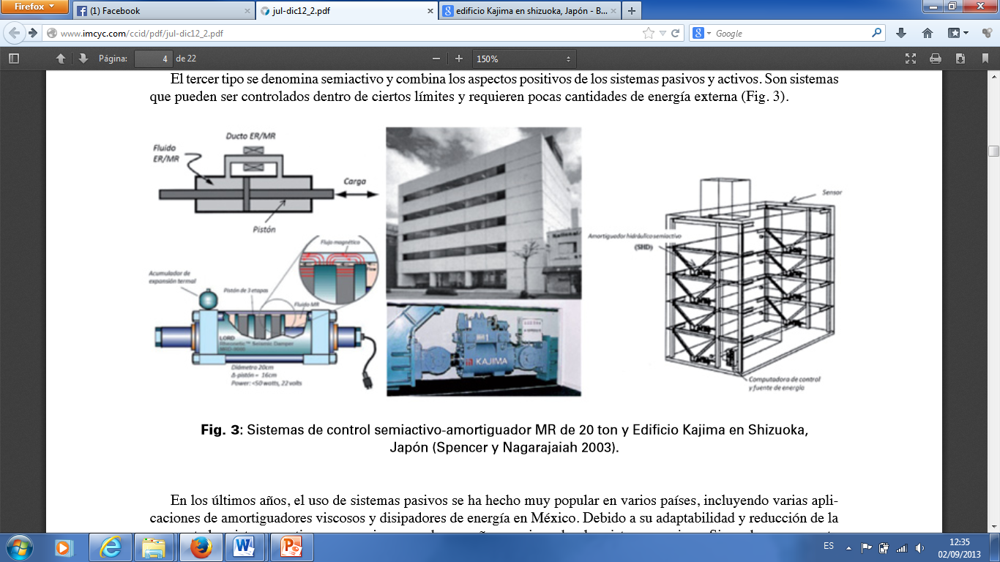 Firefox
(1) Facebook
jul-dic12_2.pdf
edificio Kajima en shizuoka, Japón - B...
www.imcyc.com/ccid/pdf/jul-dic12_2.pdf
Google
Página: 4 de 22
150%
El tercer tipo se denomina semiactivo y combina los aspectos positivos de los sistemas pasivos y activos. Son sistemas
que pueden ser controlados dentro de ciertos límites y requieren pocas cantidades de energía externa (Fig. 3).
Ducto ER/MR
Fluido
ER/MR
Carga
Pistón
Flujo magnético
Flow
Acumulador de
expansión termal
Pistón de 3 etapas
Fluido MR
LORD
Rheonetic™ Seismic Damper
Diámetro 20cm
Δ-pistón = 16cm
Power: <50 watts, 22 volts
KAJIMA
Sensor
Amortiguador hidráulico semiactivo
(SHD)
Computadora de control
y fuente de energía
Fig. 3: Sistemas de control semiactivo-amortiguador MR de 20 ton y Edificio Kajima en Shizuoka,
Japón (Spencer y Nagarajaiah 2003).
En los últimos años, el uso de sistemas pasivos se ha hecho muy popular en varios países, incluyendo varias apli-
caciones de amortiguadores viscosos y disipadores de energía en México. Debido a su adaptabilidad y reducción de la
ES
12:35
02/09/2013